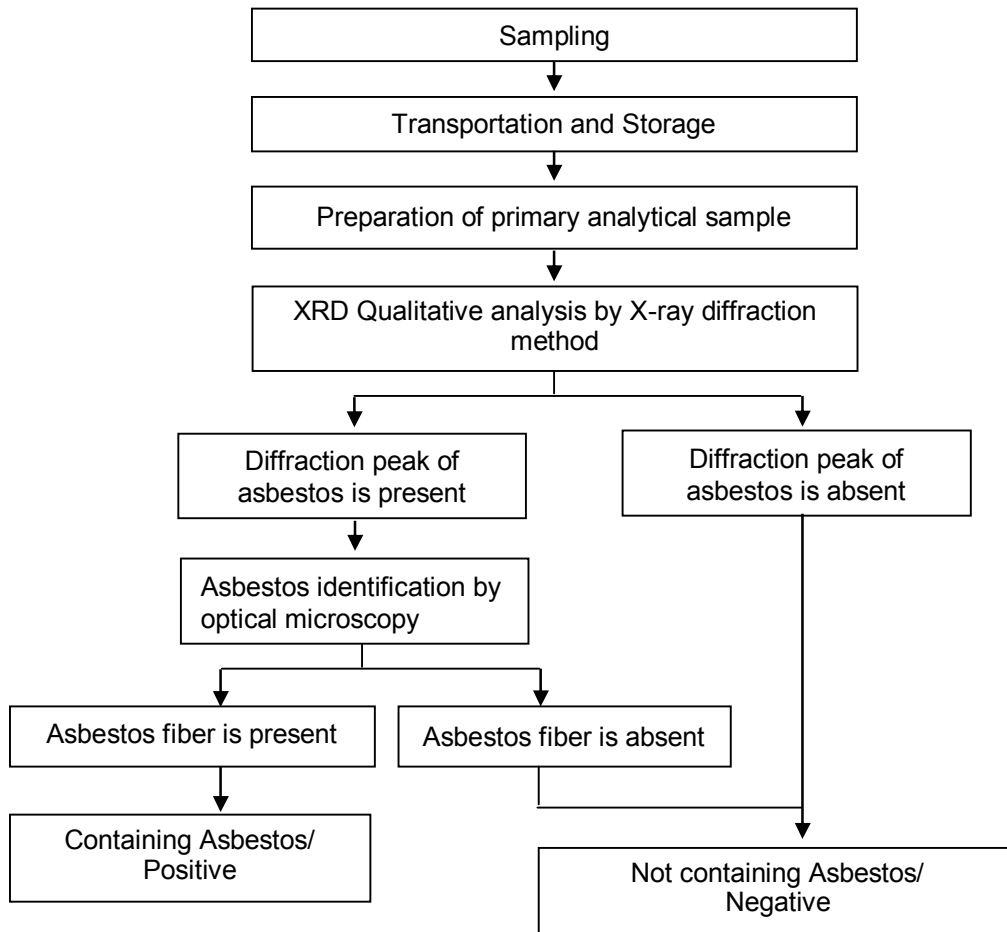 Sampling
Transportation and Storage
Preparation of primary analytical sample
XRD Qualitative analysis by X-ray diffraction
method
Diffraction peak of
asbestos is present
Diffraction peak of
asbestos is absent
Asbestos identification by
optical microscopy
Asbestos fiber is present
Asbestos fiber is absent
Containing Asbestos/
Positive
Not containing Asbestos/
Negative